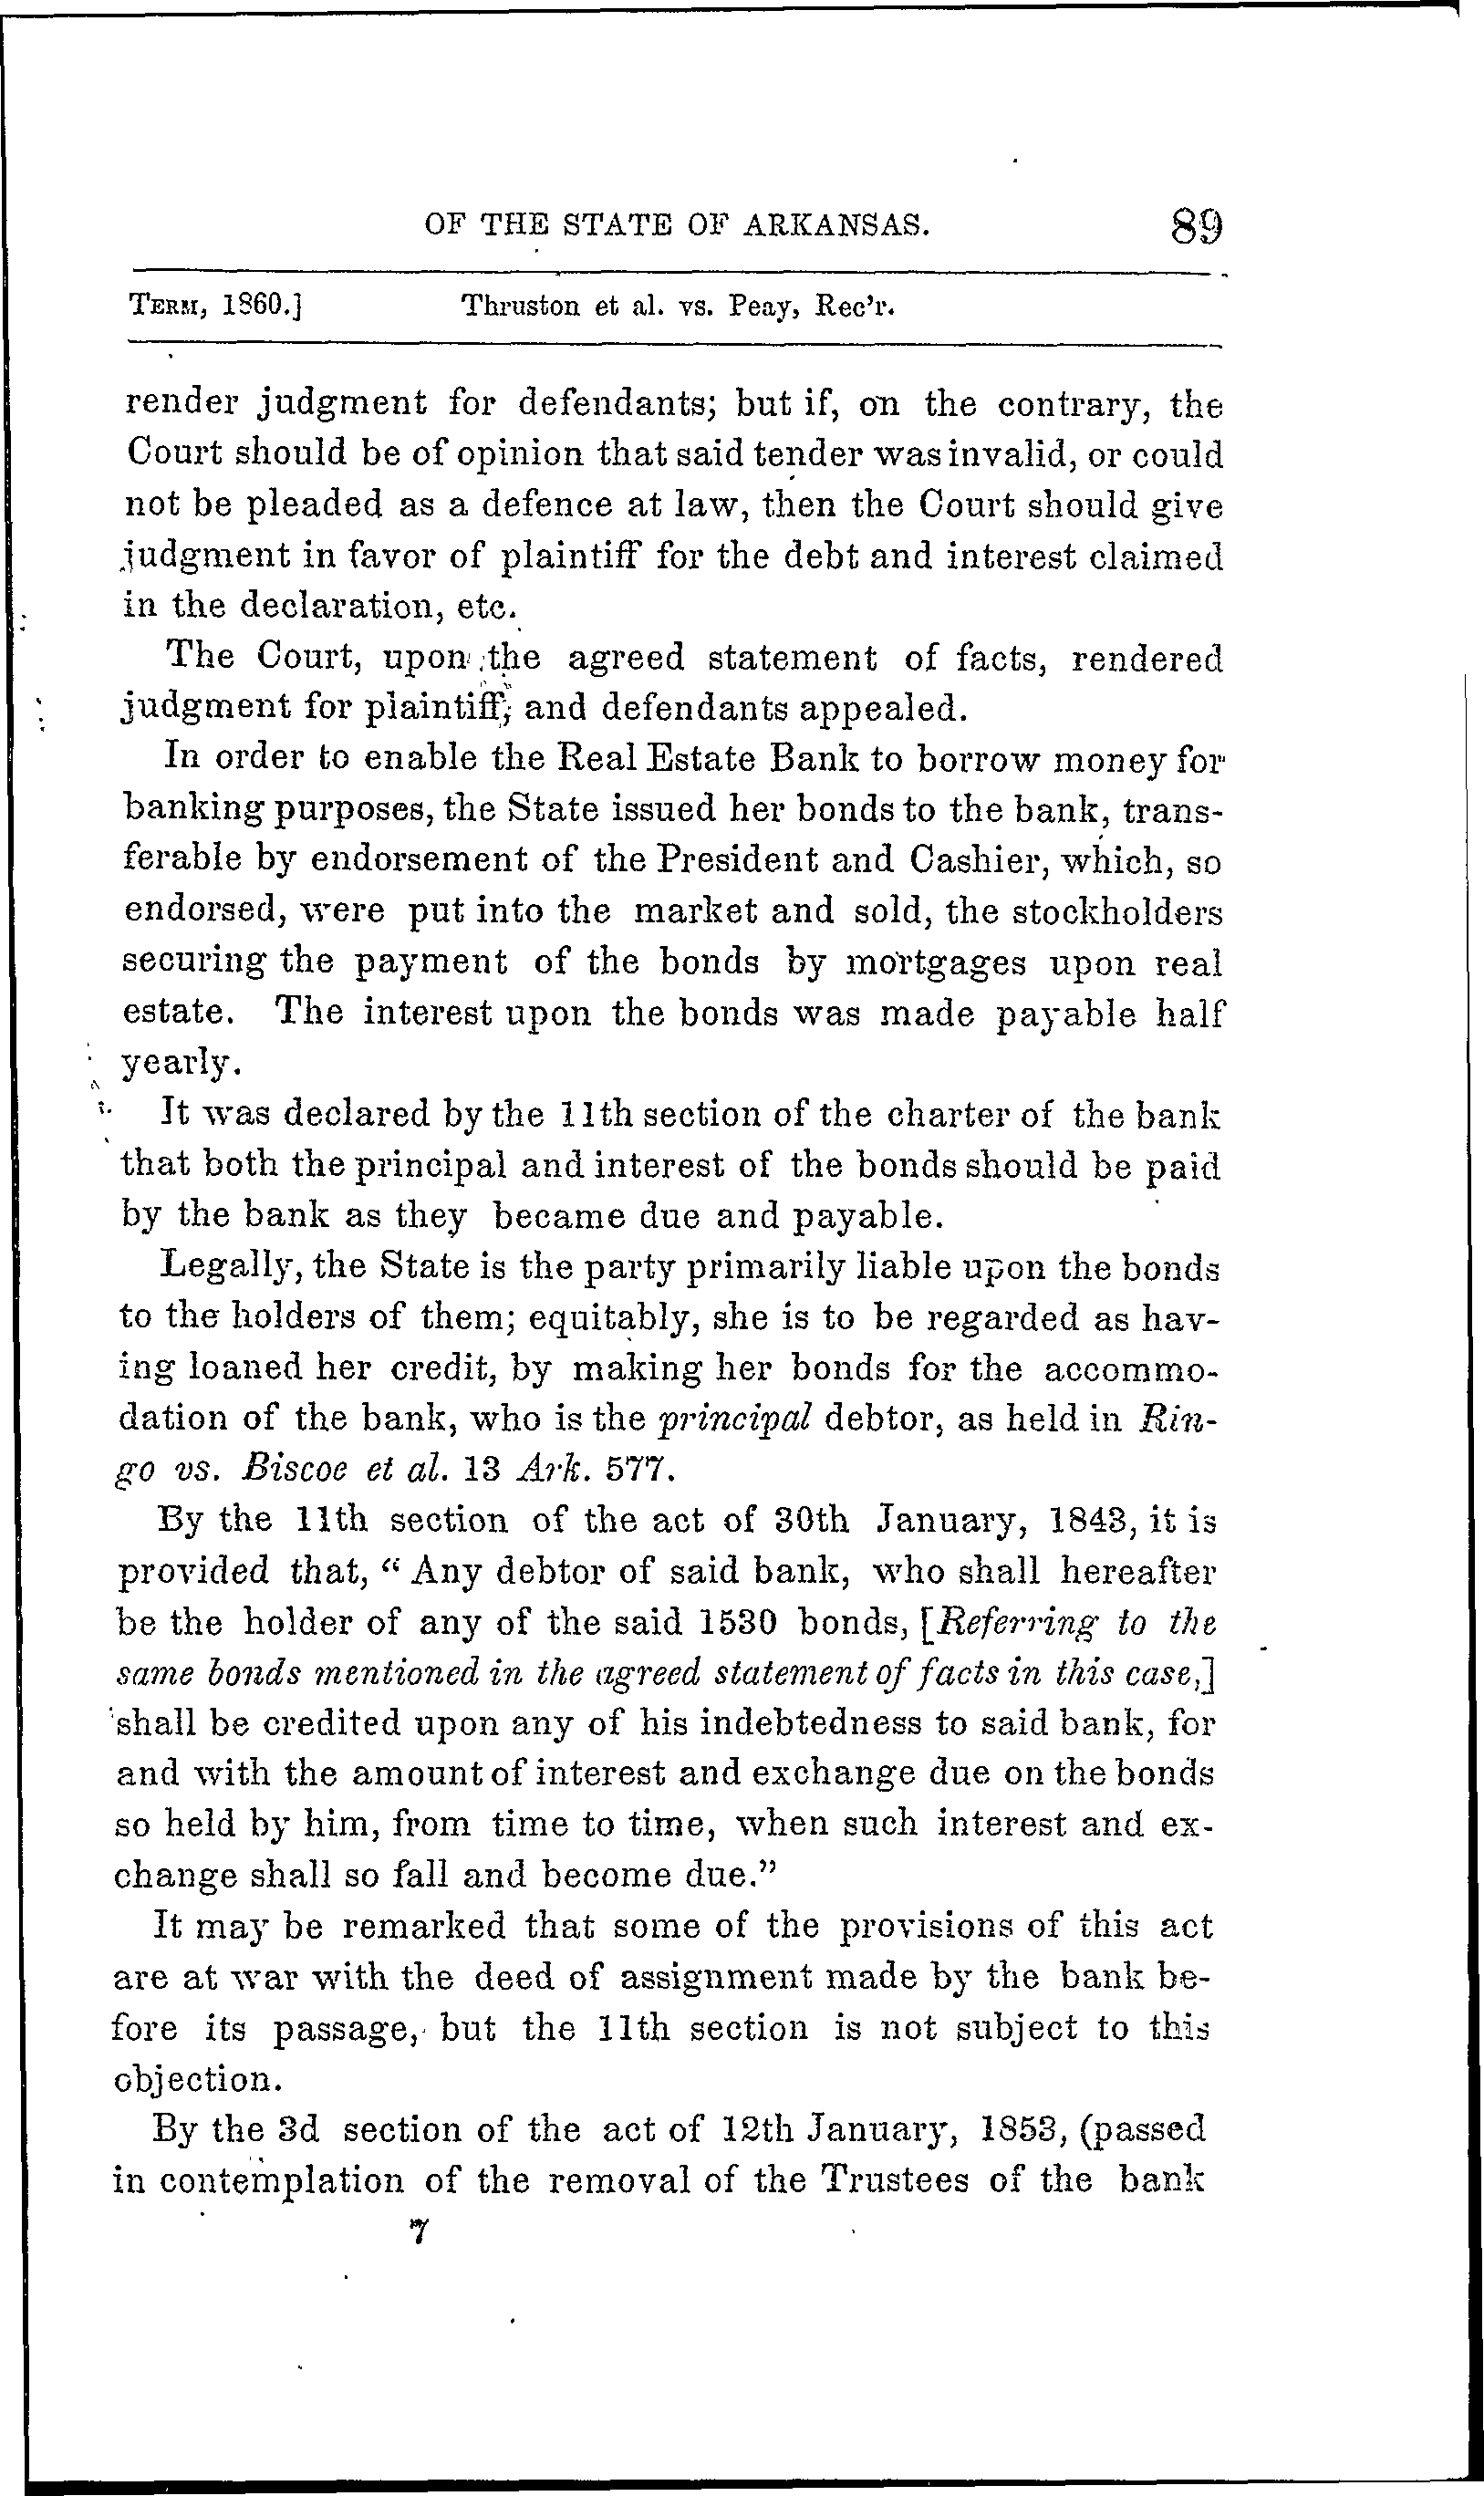 OF THE STATE OF ARKANSAS. 89
TERM, 1860.] Thruston et al. vs. Peay, Rec'r.
render judgment for defendants; but if, on the contrary, the
Court should be of opinion that said tender was invalid, or could
not be pleaded as a defence at law, then the Court should give
judgment in favor of plaintiff for the debt and interest claimed
in the declaration, etc.
The Court, upon the agreed statement of facts, rendered
judgment for plaintiff, and defendants appealed.
In order to enable the Real Estate Bank to borrow money for
banking purposes, the State issued her bonds to the bank, trans-
ferable by endorsement of the President and Cashier, which, so
endorsed, were put into the market and sold, the stockholders
securing the payment of the bonds by mortgages upon real
estate. The interest upon the bonds was made payable half
yearly.
It was declared by the 11th section of the charter of the bank
that both the principal and interest of the bonds should be paid
by the bank as they became due and payable.
Legally, the State is the party primarily liable upon the bonds
to the holders of them; equitably, she is to be regarded as hav-
ing loaned her credit, by making her bonds for the accommo-
dation of the bank, who is the principal debtor, as held in Rin-
go vs. Biscoe et al. 13 Ark. 577.
By the 11th section of the act of 30th January, 1843, it is
provided that, "Any debtor of said bank, who shall hereafter
be the holder of any of the said 1530 bonds, [Referring to the
same bonds mentioned in the agreed statement of facts in this case,]
shall be credited upon any of his indebtedness to said bank, for
and with the amount of interest and exchange due on the bonds
so held by him, from time to time, when such interest and ex-
change shall so fall and become due."
It may be remarked that some of the provisions of this act
are at war with the deed of assignment made by the bank be-
fore its passage, but the 11th section is not subject to this
objection.
By the 3d section of the act of 12th January, 1853, (passed
in contemplation of the removal of the Trustees of the bank
7